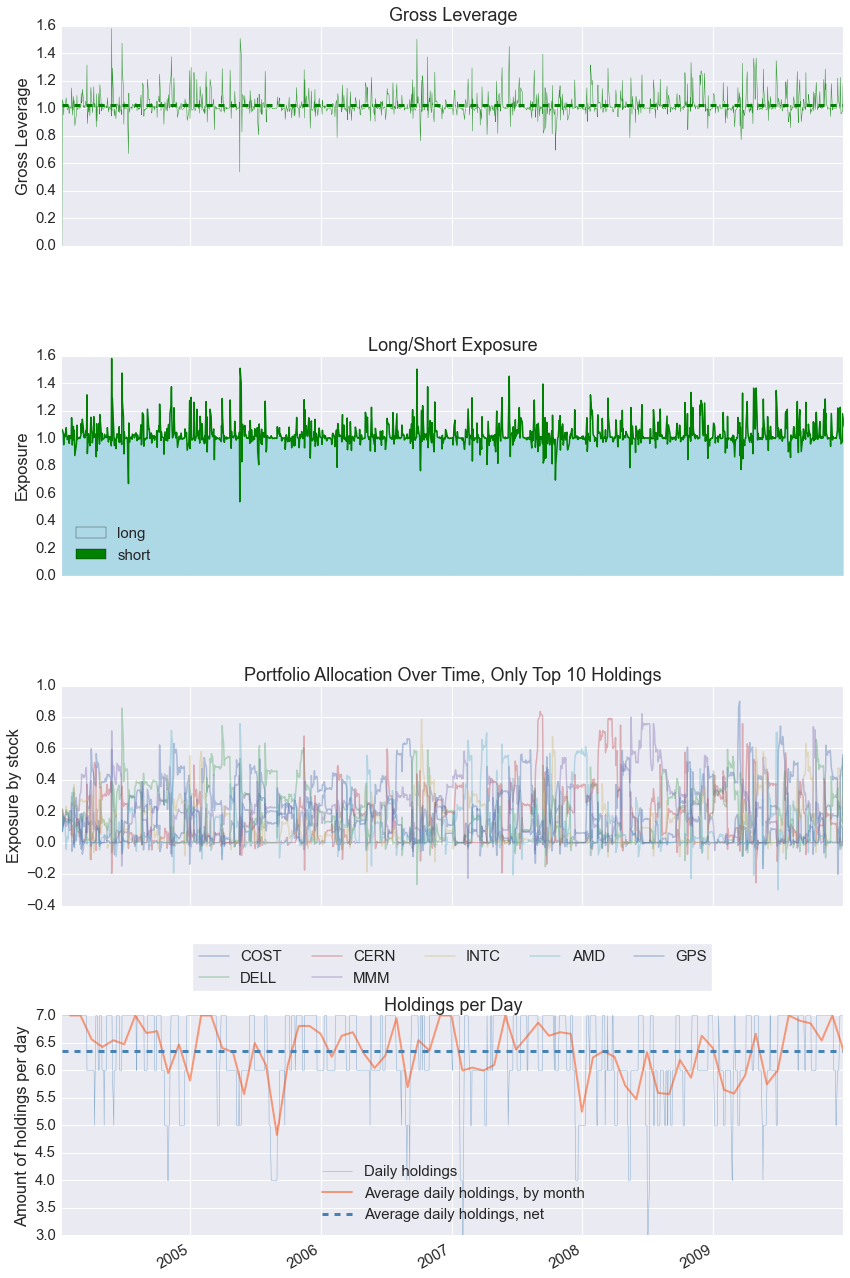 Gross Leverage
1.6
1.4
1.2
1.0
0.8
0.6
0.4
0.2
0.0
Gross Leverage
Long/Short Exposure
1.6
1.4
1.2
1.0
0.8
0.6
0.4
0.2
0.0
Exposure
long
short
Portfolio Allocation Over Time, Only Top 10 Holdings
1.0
0.8
0.6
0.4
0.2
0.0
−0.2
−0.4
Exposure by stock
COST CERN INTC AMD GPS
DELL MMM
Holdings per Day
7.0
6.5
6.0
5.5
5.0
4.5
4.0
3.5
3.0
Amount of holdings per day
Daily holdings
Average daily holdings, by month
Average daily holdings, net
2005 2006 2007 2008 2009